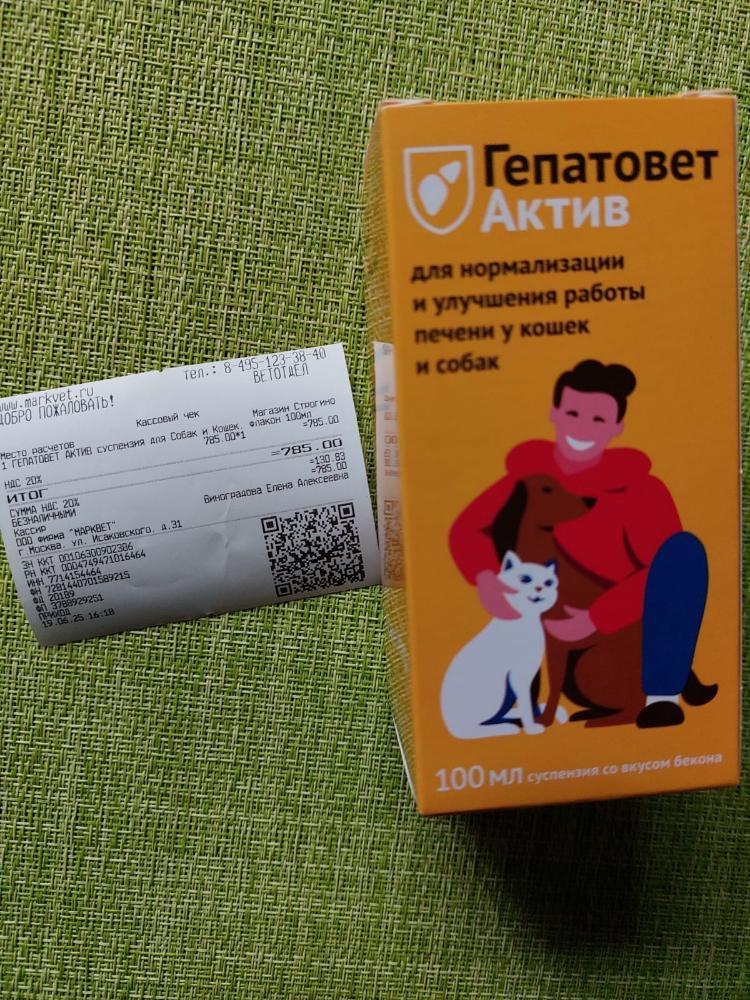 www.markvet.ru
тел.: 8-495-123-38-40
ДОБРО ПОЖАЛОВАТЬ!
ВЕТОТДЕЛ
Кассовый чек
Место расчетов
Магазин Строгино
1 ГЕПАТОВЕТ АКТИВ суспензия для Собак и Кошек, флакон 100мл
785.00*1
=785.00
НДС 20%
ИТОГ
=785.00
СУММА НДС 20%
=130.83
БЕЗНАЛИЧНЫМИ
=785.00
Кассир
Виноградова Елена Алексеевна
ООО ФИРМА "МАРКВЕТ"
г.Москва, ул. Исаковского, д.31
ЗН ККТ 00106300902386
РН ККТ 0004749471016464
ИНН 7714154464
ФН 7281440701589215
ФД 20189
ФП 3788929251
ПРИХОД
19.06.25 16:18
Гепатовет
Актив
для нормализации
и улучшения работы
печени у кошек
и собак
100 мл суспензия со вкусом бекона